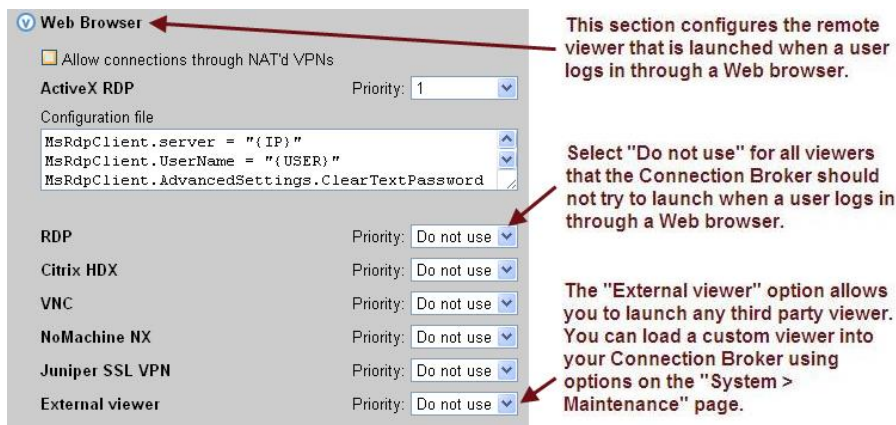 Web Browser
Allow connections through NAT'd VPNs
ActiveX RDP Priority: 1
Configuration file
MsRdpClient.server = "{IP}"
MsRdpClient.UserName = "{USER}"
MsRdpClient.AdvancedSettings.ClearTextPassword
RDP Priority: Do not use
Citrix HDX Priority: Do not use
VNC Priority: Do not use
NoMachine NX Priority: Do not use
Juniper SSL VPN Priority: Do not use
External viewer Priority: Do not use
This section configures the remote
viewer that is launched when a user
logs in through a Web browser.
Select "Do not use" for all viewers
that the Connection Broker should
not try to launch when a user logs in
through a Web browser.
The "External viewer" option allows
you to launch any third party viewer.
You can load a custom viewer into
your Connection Broker using
options on the "System >
Maintenance" page.